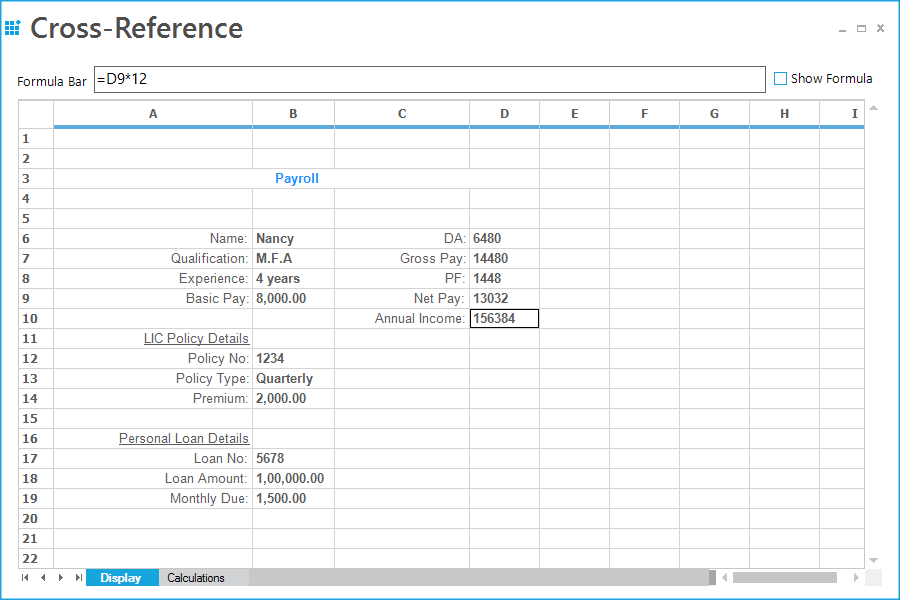 Cross-Reference
Formula Bar =D9*12 Show Formula
A B C D E F G H I
1
2
3 Payroll
4
5
6 Name: Nancy DA: 6480
7 Qualification: M.F.A Gross Pay: 14480
8 Experience: 4 years PF: 1448
9 Basic Pay: 8,000.00 Net Pay: 13032
10 Annual Income: 156384
11 LIC Policy Details
12 Policy No: 1234
13 Policy Type: Quarterly
14 Premium: 2,000.00
15
16 Personal Loan Details
17 Loan No: 5678
18 Loan Amount: 1,00,000.00
19 Monthly Due: 1,500.00
20
21
22
Display Calculations